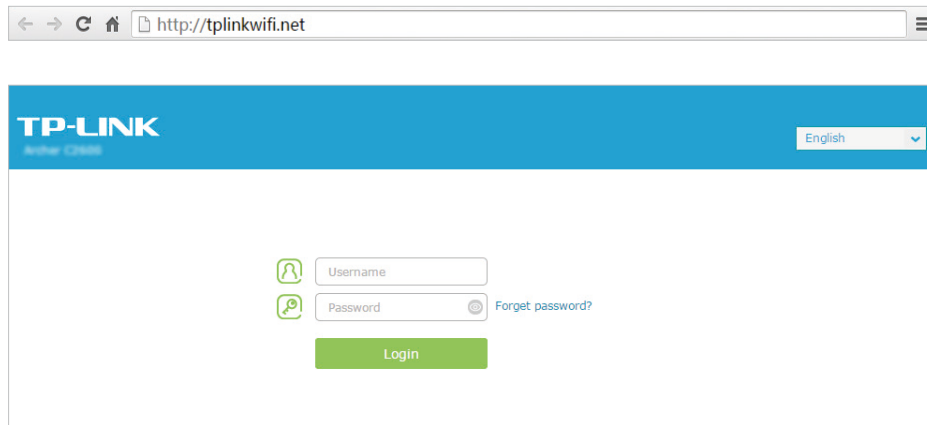 http://tplinkwifi.net
TP-LINK
English
Username
Password
Forget password?
Login